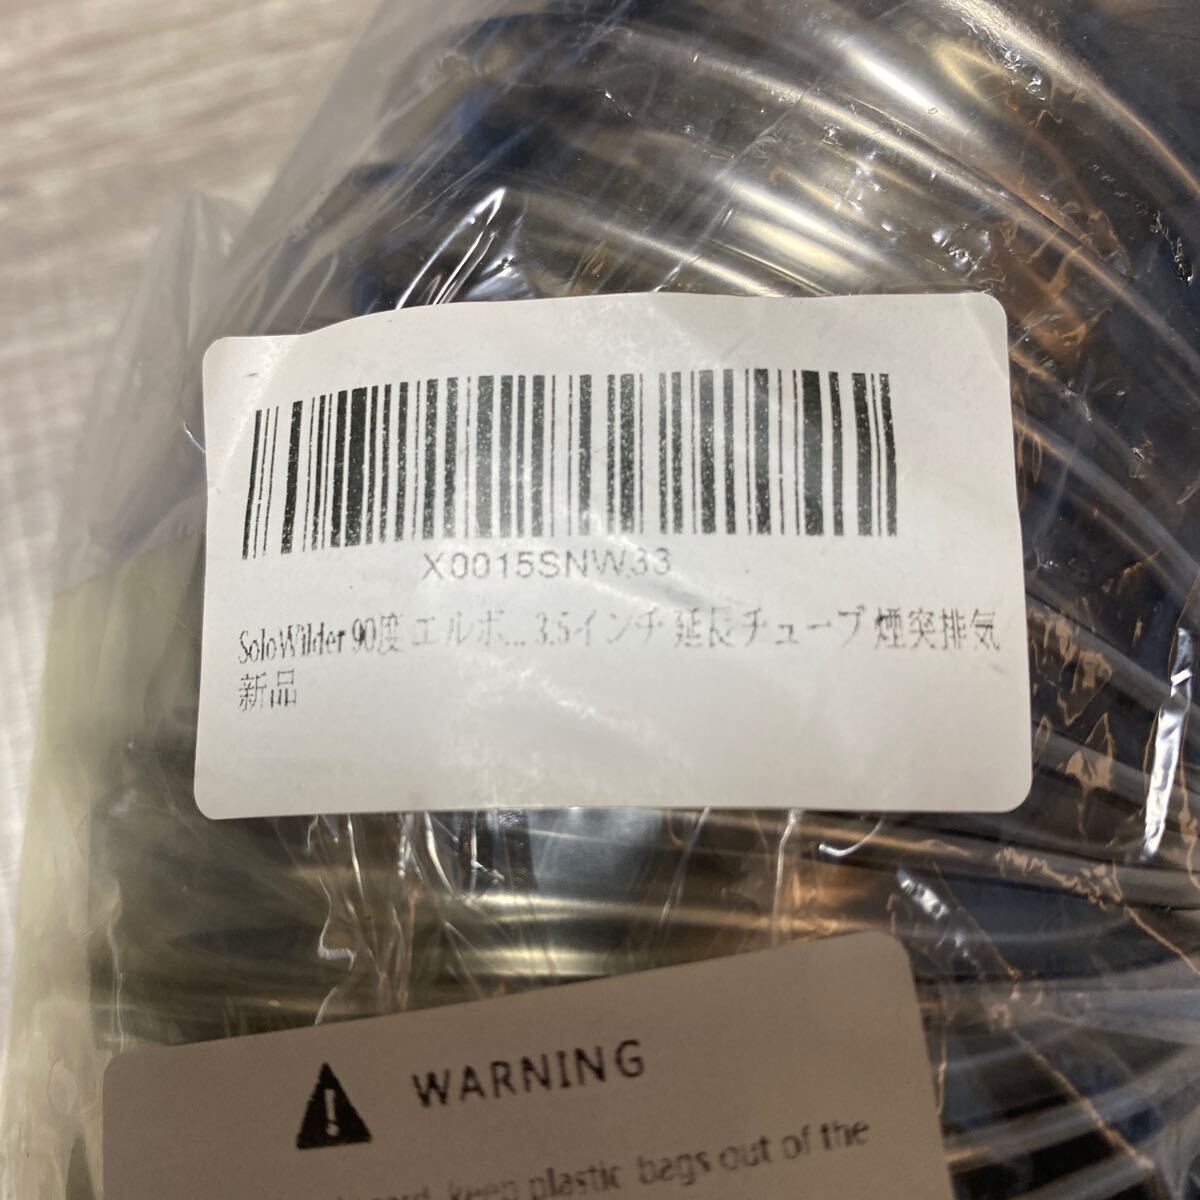 X0015SNW33
SoloWilder 90度 エルボ... 3.5インチ 延長チューブ 煙突排気
新品
WARNING
keep plastic bags out of the